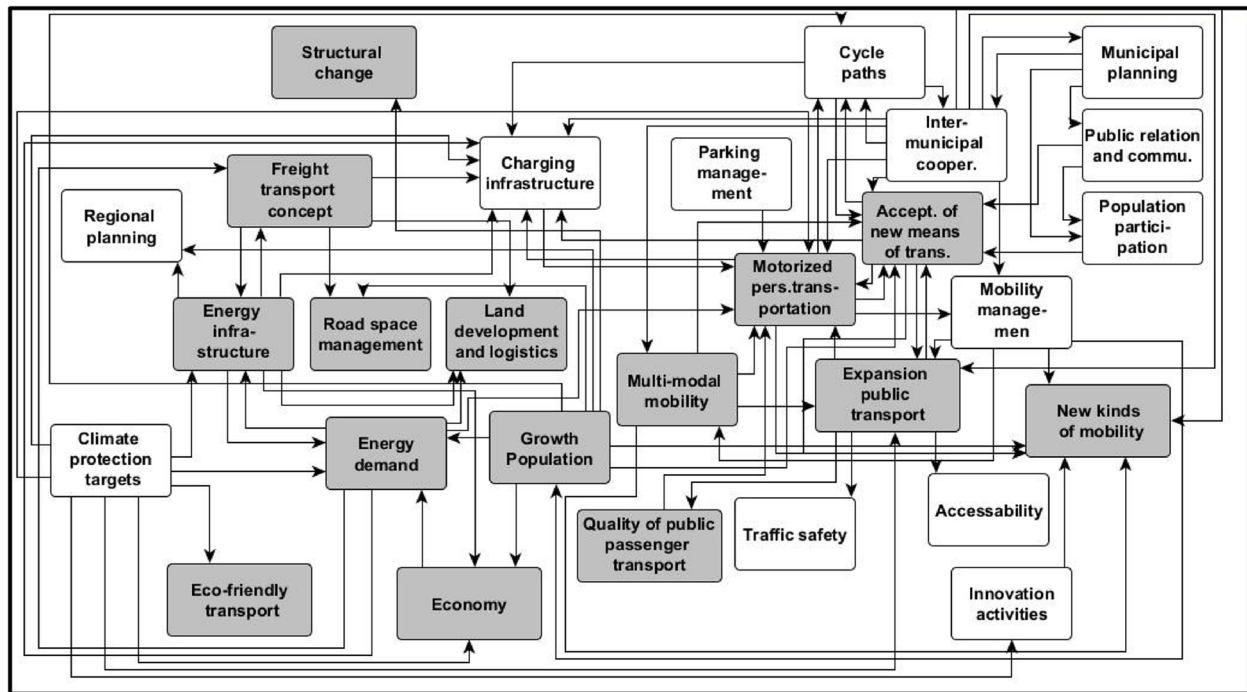 Structural
change
Cycle
paths
Municipal
planning
Inter-
municipal
cooper.
Public relation
and commu.
Charging
infrastructure
Parking
manage-
ment
Freight
transport
concept
Regional
planning
Accept. of
new means
of trans.
Population
partici-
pation
Motorized
pers.trans-
portation
Mobility
manage-
men
Energy
infra-
structure
Road space
management
Land
development
and logistics
Multi-modal
mobility
Expansion
public
transport
New kinds
of mobility
Climate
protection
targets
Energy
demand
Growth
Population
Quality of public
passenger
transport
Traffic safety
Accessability
Eco-friendly
transport
Economy
Innovation
activities